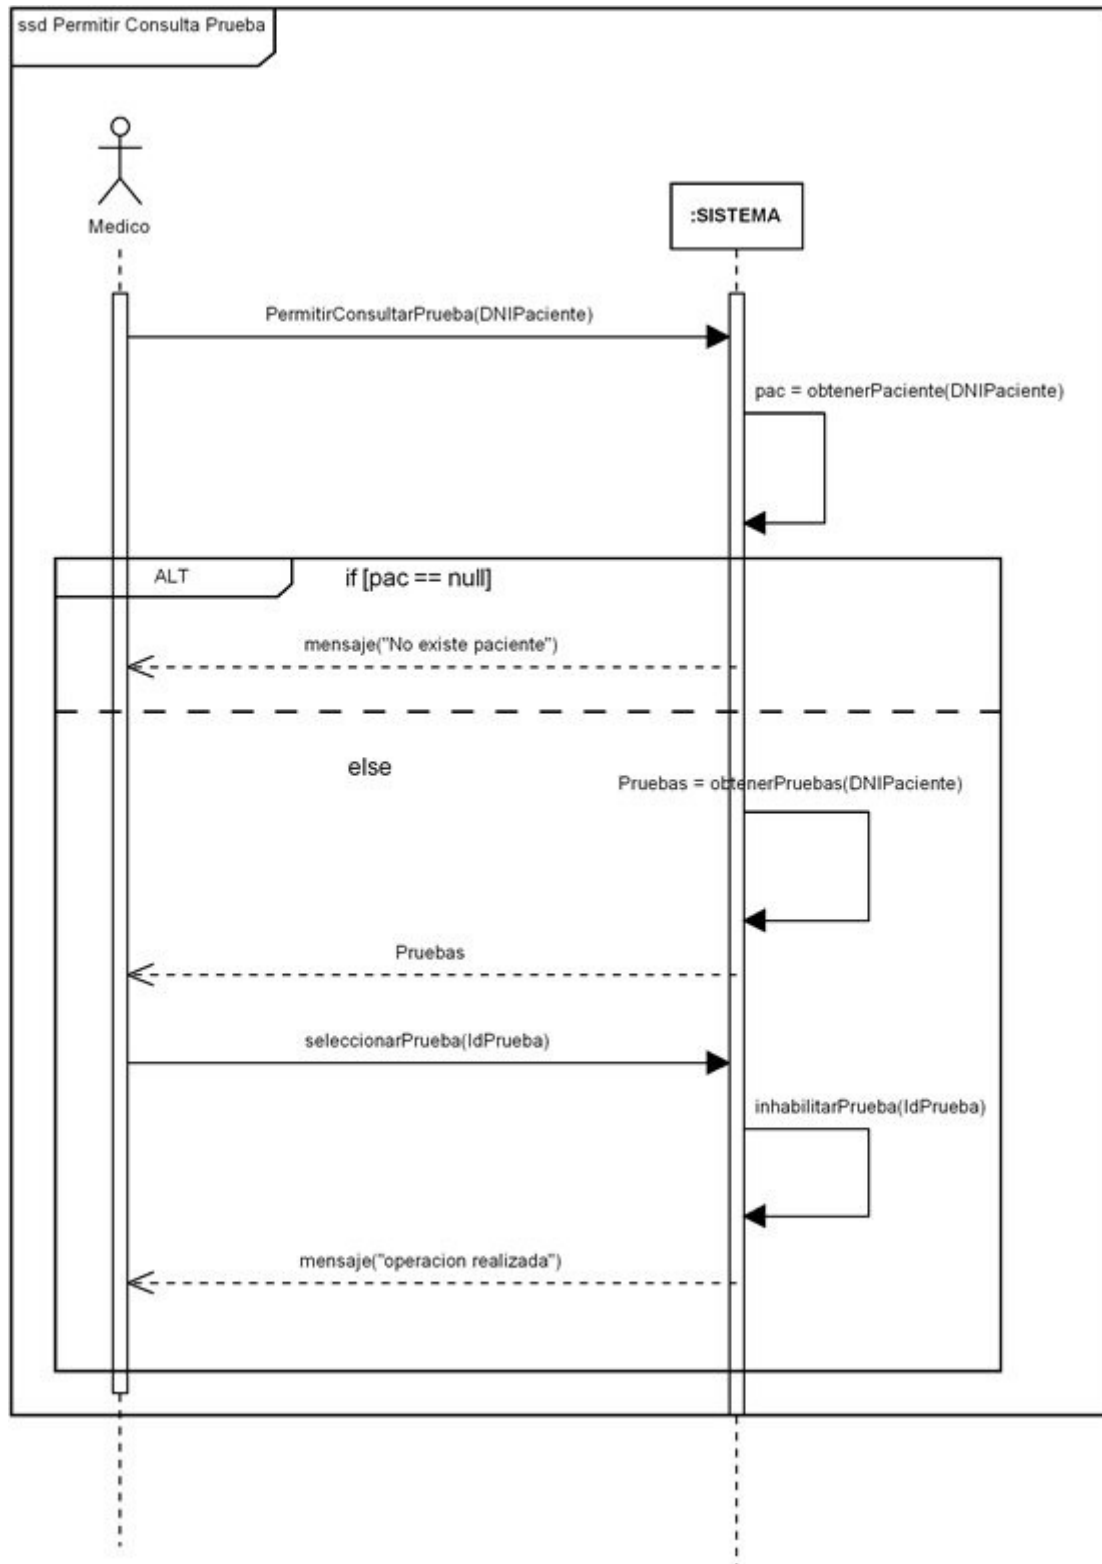 ssd Permitir Consulta Prueba
Medico
:SISTEMA
PermitirConsultarPrueba(DNIPaciente)
pac = obtenerPaciente(DNIPaciente)
ALT
if [pac == null]
mensaje("No existe paciente")
else
Pruebas = obtenerPruebas(DNIPaciente)
Pruebas
seleccionarPrueba(IdPrueba)
inhabilitarPrueba(IdPrueba)
mensaje("operacion realizada")